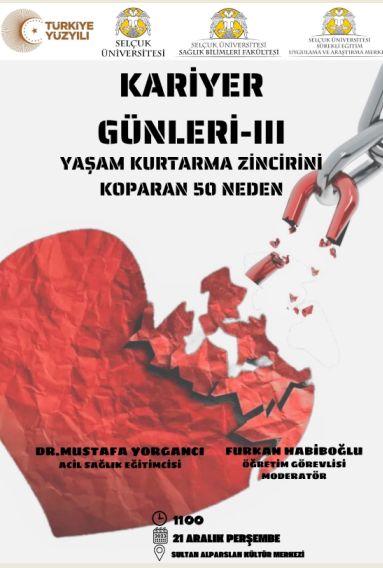 TÜRKİYE
YÜZYILI
SELÇUK
ÜNİVERSİTESİ
SELÇUK ÜNİVERSİTESİ
SAĞLIK BİLİMLERİ FAKÜLTESİ
SELÇUK ÜNİVERSİTESİ
SÜREKLİ EĞİTİM
UYGULAMA VE ARAŞTIRMA MERKE
KARİYER
GÜNLERİ-III
YAŞAM KURTARMA ZİNCİRİNİ
KOPARAN 50 NEDEN
DR.MUSTAFA YORGANCI
ACİL SAĞLIK EĞİTİMCİSİ
FURKAN HABİBOĞLU
ÖĞRETİM GÖREVLİSİ
MODERATÖR
1100
2023
21 ARALIK PERŞEMBE
SULTAN ALPARSLAN KÜLTÜR MERKEZİ